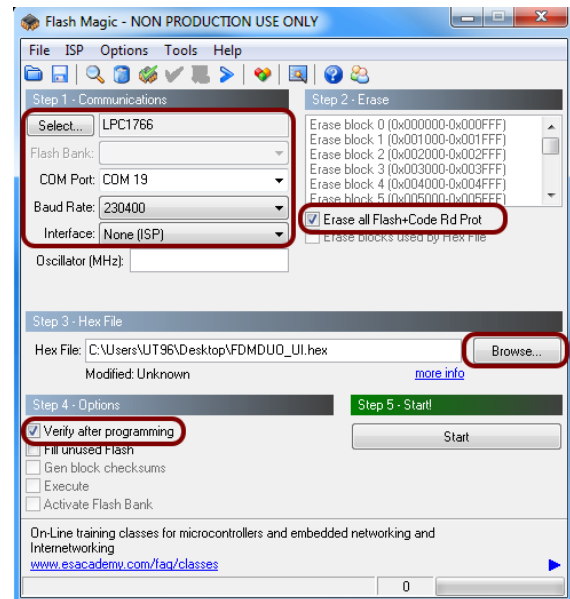 Flash Magic - NON PRODUCTION USE ONLY
File ISP Options Tools Help
Step 1 - Communications
Select... LPC1766
Flash Bank:
COM Port: COM 19
Baud Rate: 230400
Interface: None (ISP)
Oscillator (MHz):
Step 2 - Erase
Erase block 0 (0x000000-0x000FFF)
Erase block 1 (0x001000-0x001FFF)
Erase block 2 (0x002000-0x002FFF)
Erase block 3 (0x003000-0x003FFF)
Erase block 4 (0x004000-0x004FFF)
Erase block 5 (0x005000-0x005FFF)
Erase all Flash+Code Rd Prot
Erase blocks used by Hex File
Step 3 - Hex File
Hex File: C:\Users\UT96\Desktop\FDMDUO_UI.hex Browse...
Modified: Unknown more info
Step 4 - Options
Verify after programming
Fill unused Flash
Gen block checksums
Execute
Activate Flash Bank
Step 5 - Start!
Start
On-Line training classes for microcontrollers and embedded networking and
Internetworking
www.esacademy.com/faq/classes
0